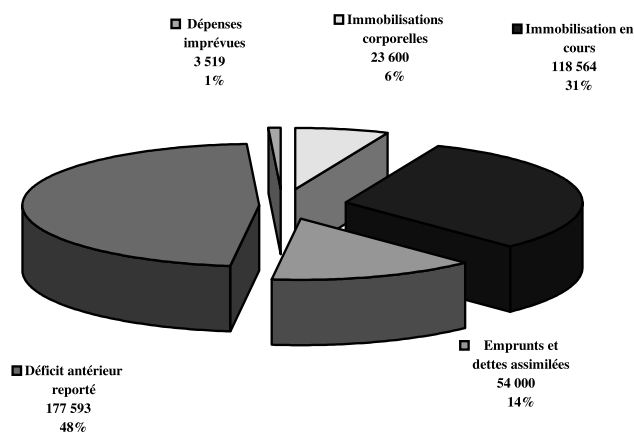 Dépenses
imprévues
3 519
1%
Immobilisations
corporelles
23 600
6%
Immobilisation en
cours
118 564
31%
Emprunts et
dettes assimilées
54 000
14%
Déficit antérieur
reporté
177 593
48%